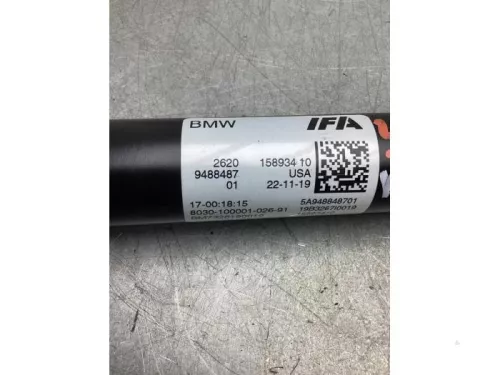 BMW IFA
2620 158934 10
9488487 USA
01 22-11-19
17-00:18:15 5A948848701
8030-100001-026-81